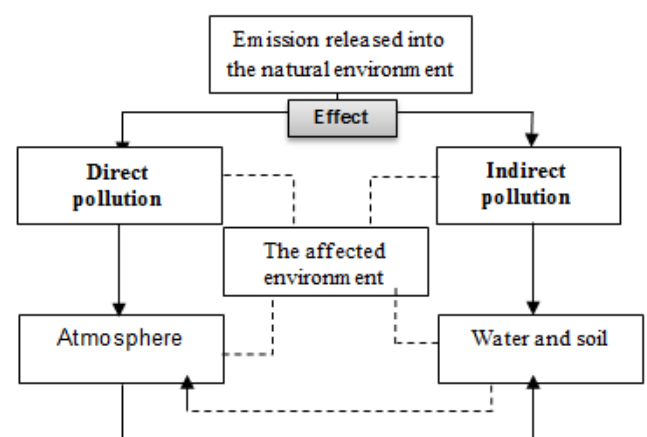 Emission released into
the natural environment
Effect
Direct
pollution
Indirect
pollution
The affected
environment
Atmosphere
Water and soil